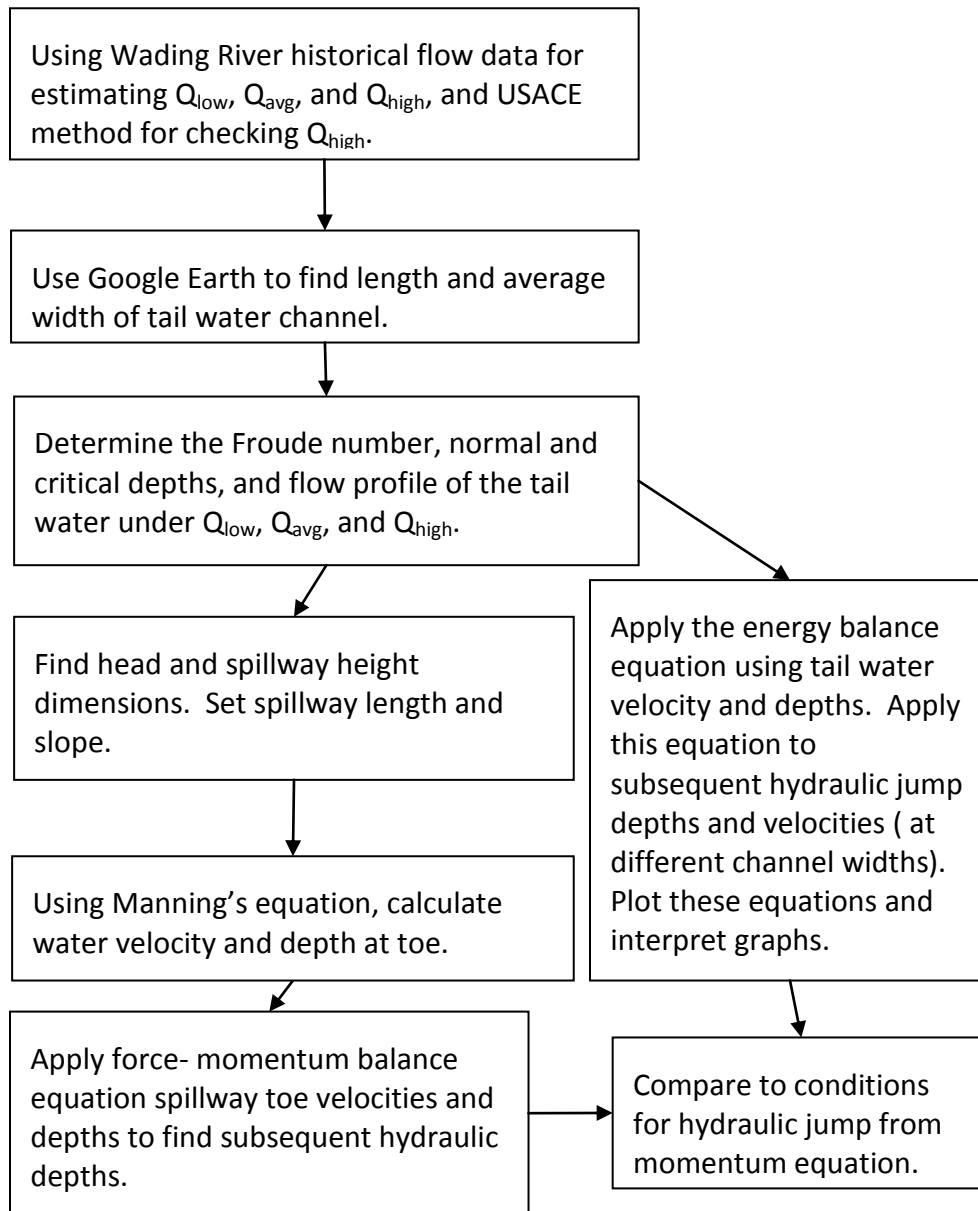 Using Wading River historical flow data for
estimating Qlow, Qavg, and Qhigh, and USACE
method for checking Qhigh.
Use Google Earth to find length and average
width of tail water channel.
Determine the Froude number, normal and
critical depths, and flow profile of the tail
water under Qlow, Qavg, and Qhigh.
Find head and spillway height
dimensions.  Set spillway length and
slope.
Using Manning’s equation, calculate
water velocity and depth at toe.
Apply force- momentum balance
equation spillway toe velocities and
depths to find subsequent hydraulic
depths.
Apply the energy balance
equation using tail water
velocity and depths.  Apply
this equation to
subsequent hydraulic jump
depths and velocities ( at
different channel widths).
Plot these equations and
interpret graphs.
Compare to conditions
for hydraulic jump from
momentum equation.